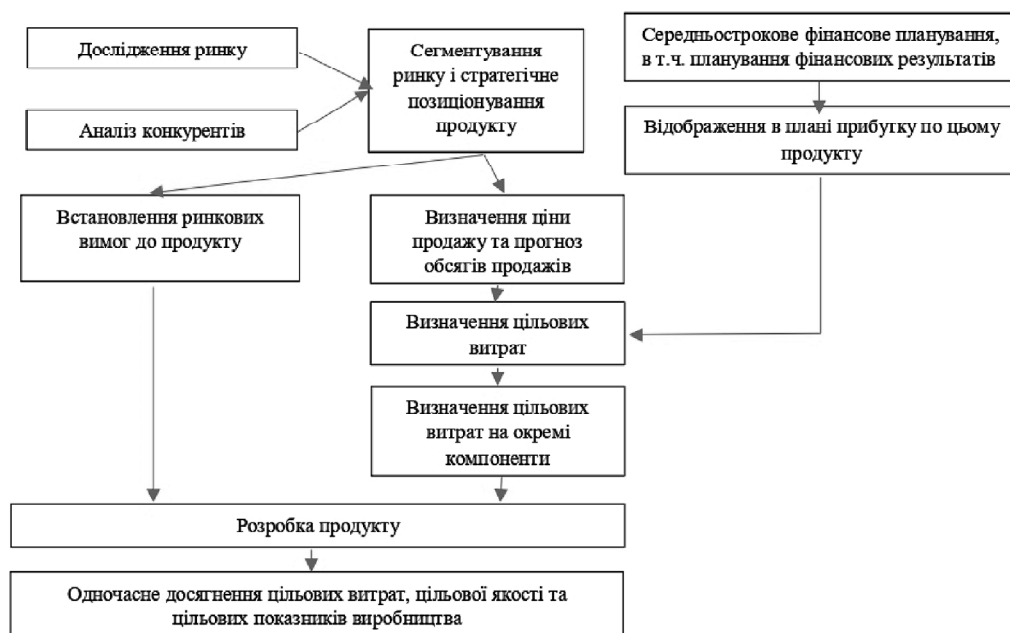 Дослідження ринку
Аналіз конкурентів
Сегментування
ринку і стратегічне
позиціонування
продукту
Середньострокове фінансове планування,
в т.ч. планування фінансових результатів
Відображення в плані прибутку по цьому
продукту
Встановлення ринкових
вимог до продукту
Визначення ціни
продажу та прогноз
обсягів продажів
Визначення цільових
витрат
Визначення цільових
витрат на окремі
компоненти
Розробка продукту
Одночасне досягнення цільових витрат, цільової якості та
цільових показників виробництва